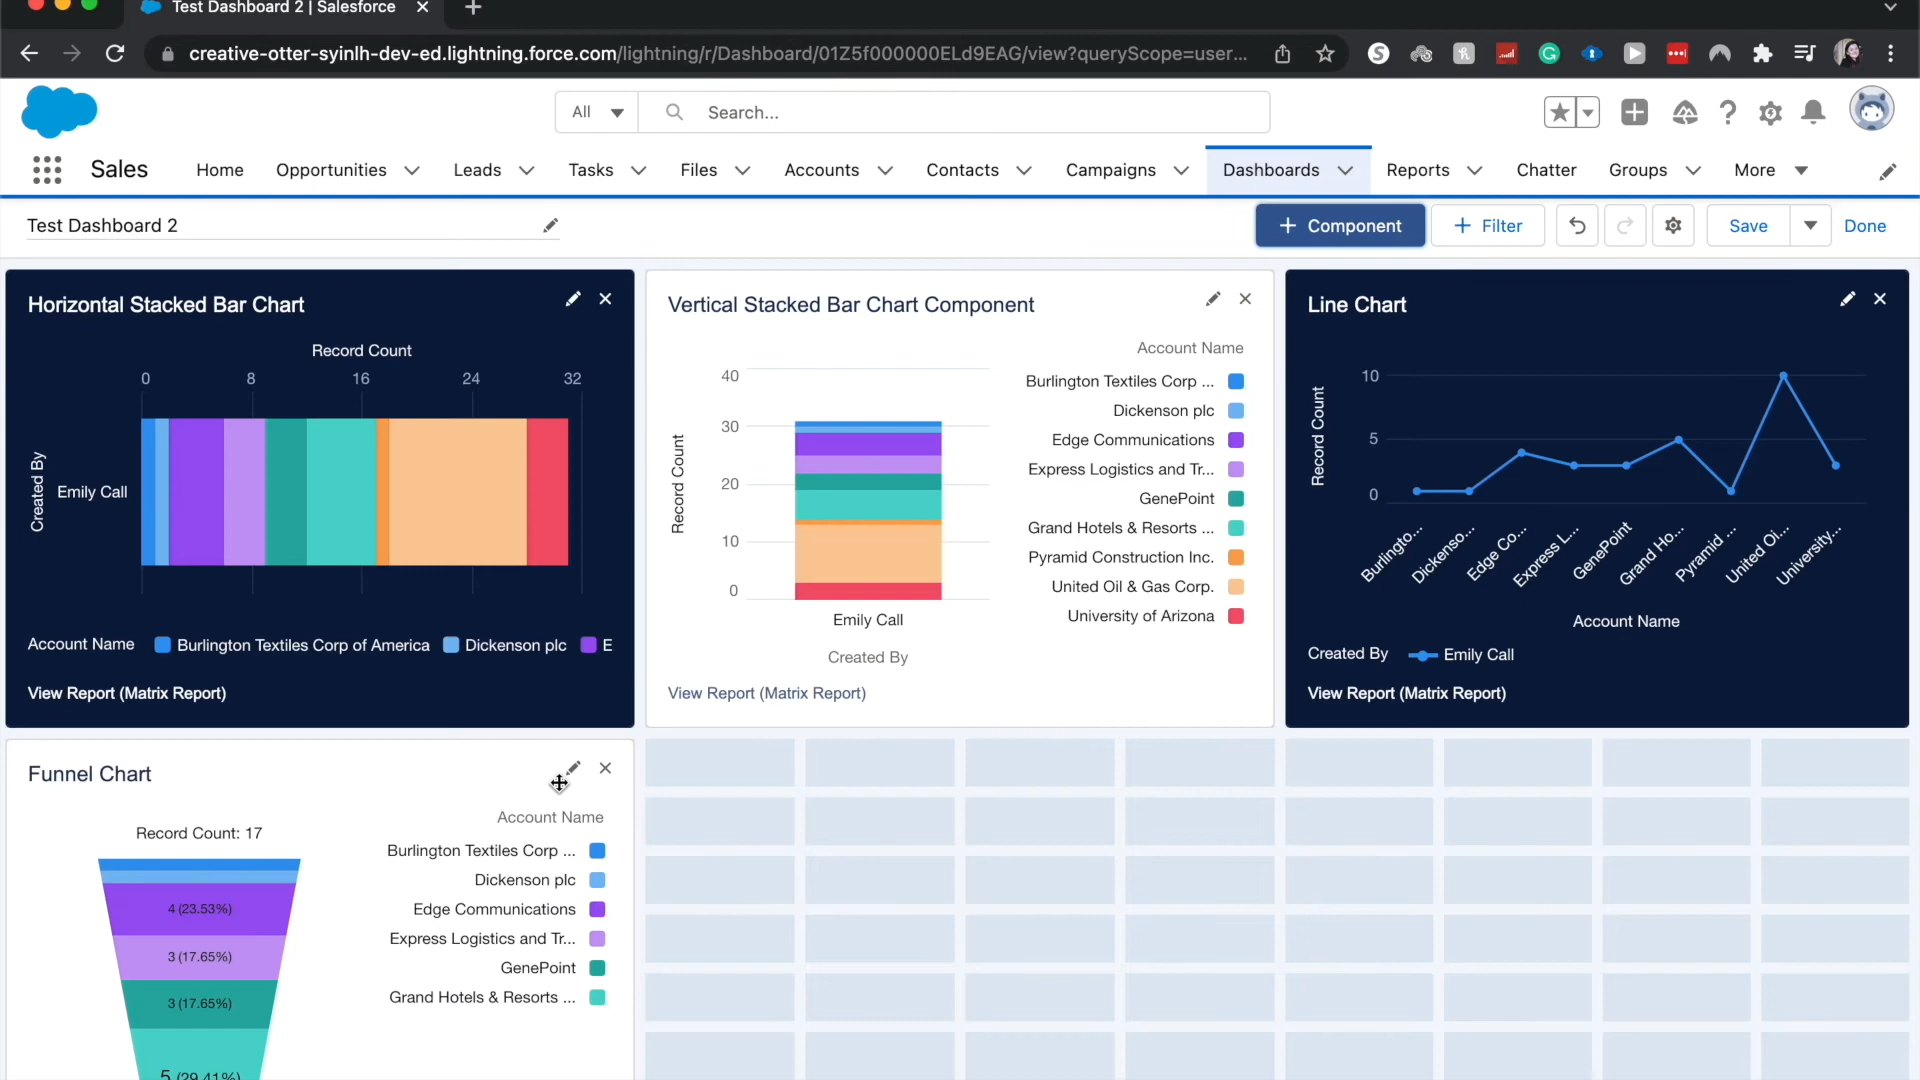 Test Dashboard 2 | Salesforce
creative-otter-syinlh-dev-ed.lightning.force.com/lightning/r/Dashboard/01Z5f000000ELd9EAG/view?queryScope=user...
All
Search...
Sales
Home
Opportunities
Leads
Tasks
Files
Accounts
Contacts
Campaigns
Dashboards
Reports
Chatter
Groups
More
Test Dashboard 2
Component
Filter
Save
Done
Horizontal Stacked Bar Chart
Record Count
0 8 16 24 32
Created By
Emily Call
Account Name
Burlington Textiles Corp of America
Dickenson plc
E
View Report (Matrix Report)
Vertical Stacked Bar Chart Component
Account Name
Record Count
40
30
20
10
0
Burlington Textiles Corp ...
Dickenson plc
Edge Communications
Express Logistics and Tr...
GenePoint
Grand Hotels & Resorts ...
Pyramid Construction Inc.
United Oil & Gas Corp.
University of Arizona
Emily Call
Created By
View Report (Matrix Report)
Line Chart
Record Count
10
5
0
Burlingto...
Dickenso...
Edge Co...
Express L...
GenePoint
Grand Ho...
Pyramid ...
United Oi...
University...
Account Name
Created By
Emily Call
View Report (Matrix Report)
Funnel Chart
Account Name
Record Count: 17
4 (23.53%)
3 (17.65%)
3 (17.65%)
5 (29.41%)
Burlington Textiles Corp ...
Dickenson plc
Edge Communications
Express Logistics and Tr...
GenePoint
Grand Hotels & Resorts ...